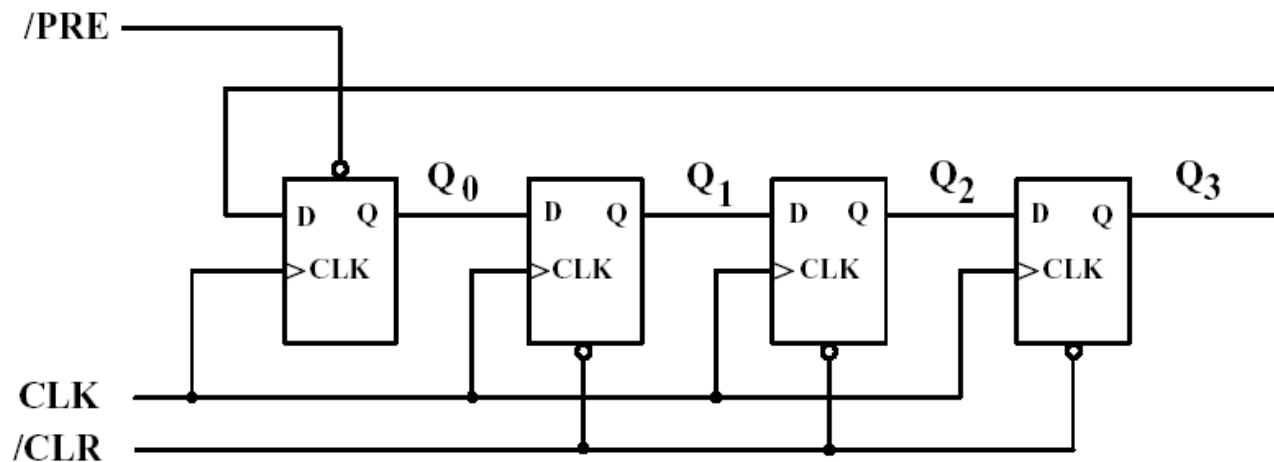 /PRE
Q0 Q1 Q2 Q3
D Q D Q D Q D Q
CLK CLK CLK CLK
CLK
/CLR